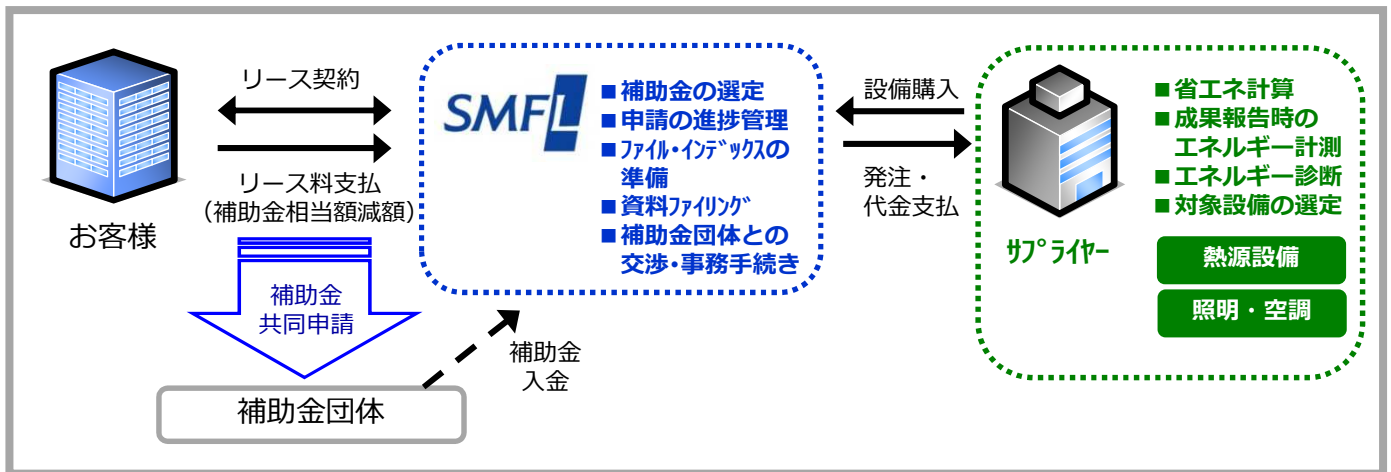 お客様
リース契約
リース料支払
(補助金相当額減額)
補助金
共同申請
補助金団体
補助金
入金
SMFL
■補助金の選定
■申請の進捗管理
■ﾌｧｲﾙ・ｲﾝﾃﾞｯｸｽの
準備
■資料ﾌｧｲﾘﾝｸﾞ
■補助金団体との
交渉・事務手続き
設備購入
発注・
代金支払
ｻﾌﾟﾗｲﾔｰ
■省エネ計算
■成果報告時の
エネルギー計測
■エネルギー診断
■対象設備の選定
熱源設備
照明・空調